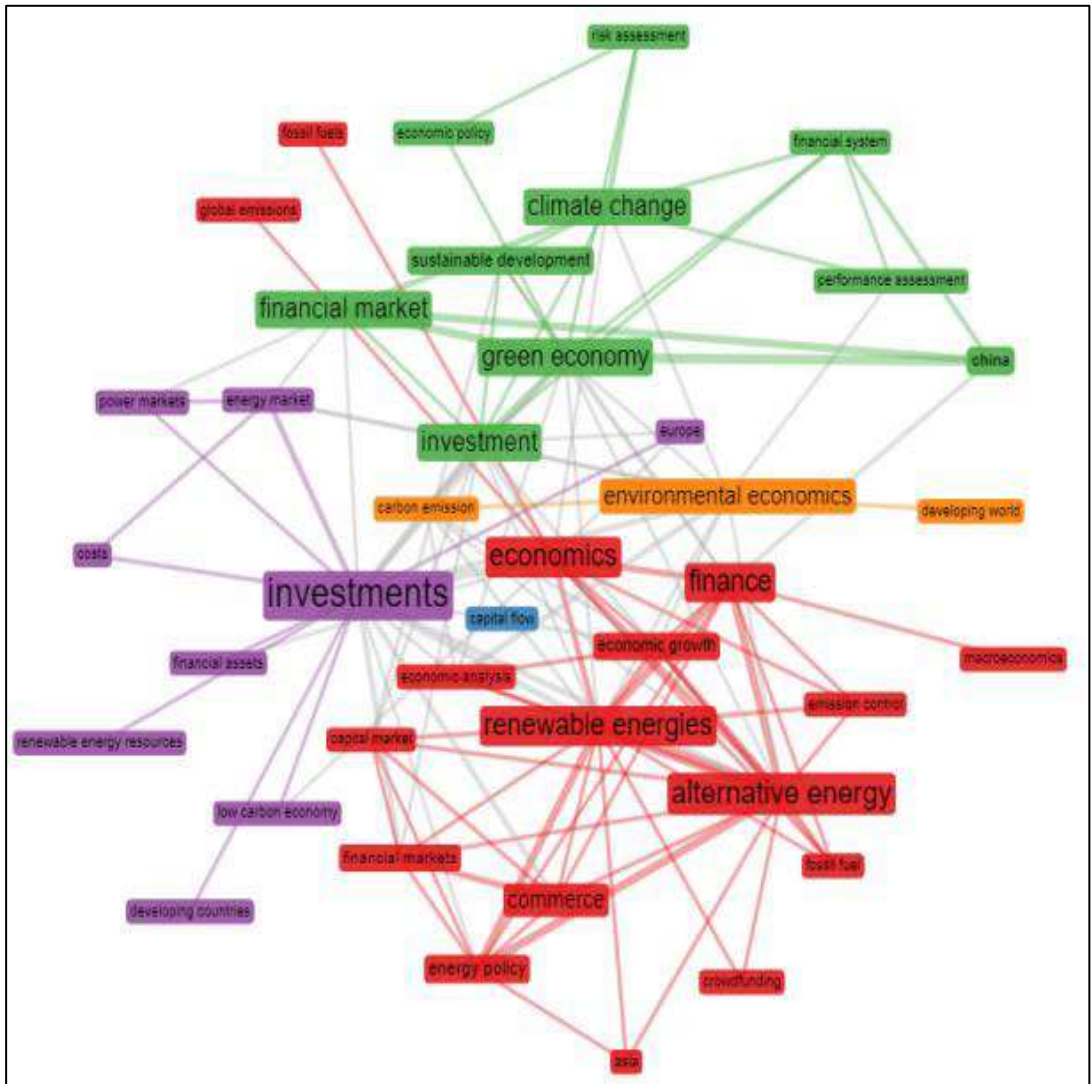 risk assessment
fossil fuels
economic policy
financial system
global emissions
climate change
sustainable development
performance assessment
financial market
green economy
china
power markets
energy market
investment
europe
carbon emission
environmental economics
developing world
costs
economics
investments
finance
capital flow
economic growth
financial assets
economic analysis
macroeconomics
emission control
renewable energies
capital market
renewable energy resources
alternative energy
low carbon economy
financial markets
fossil fuel
commerce
developing countries
energy policy
crowdfunding
asia